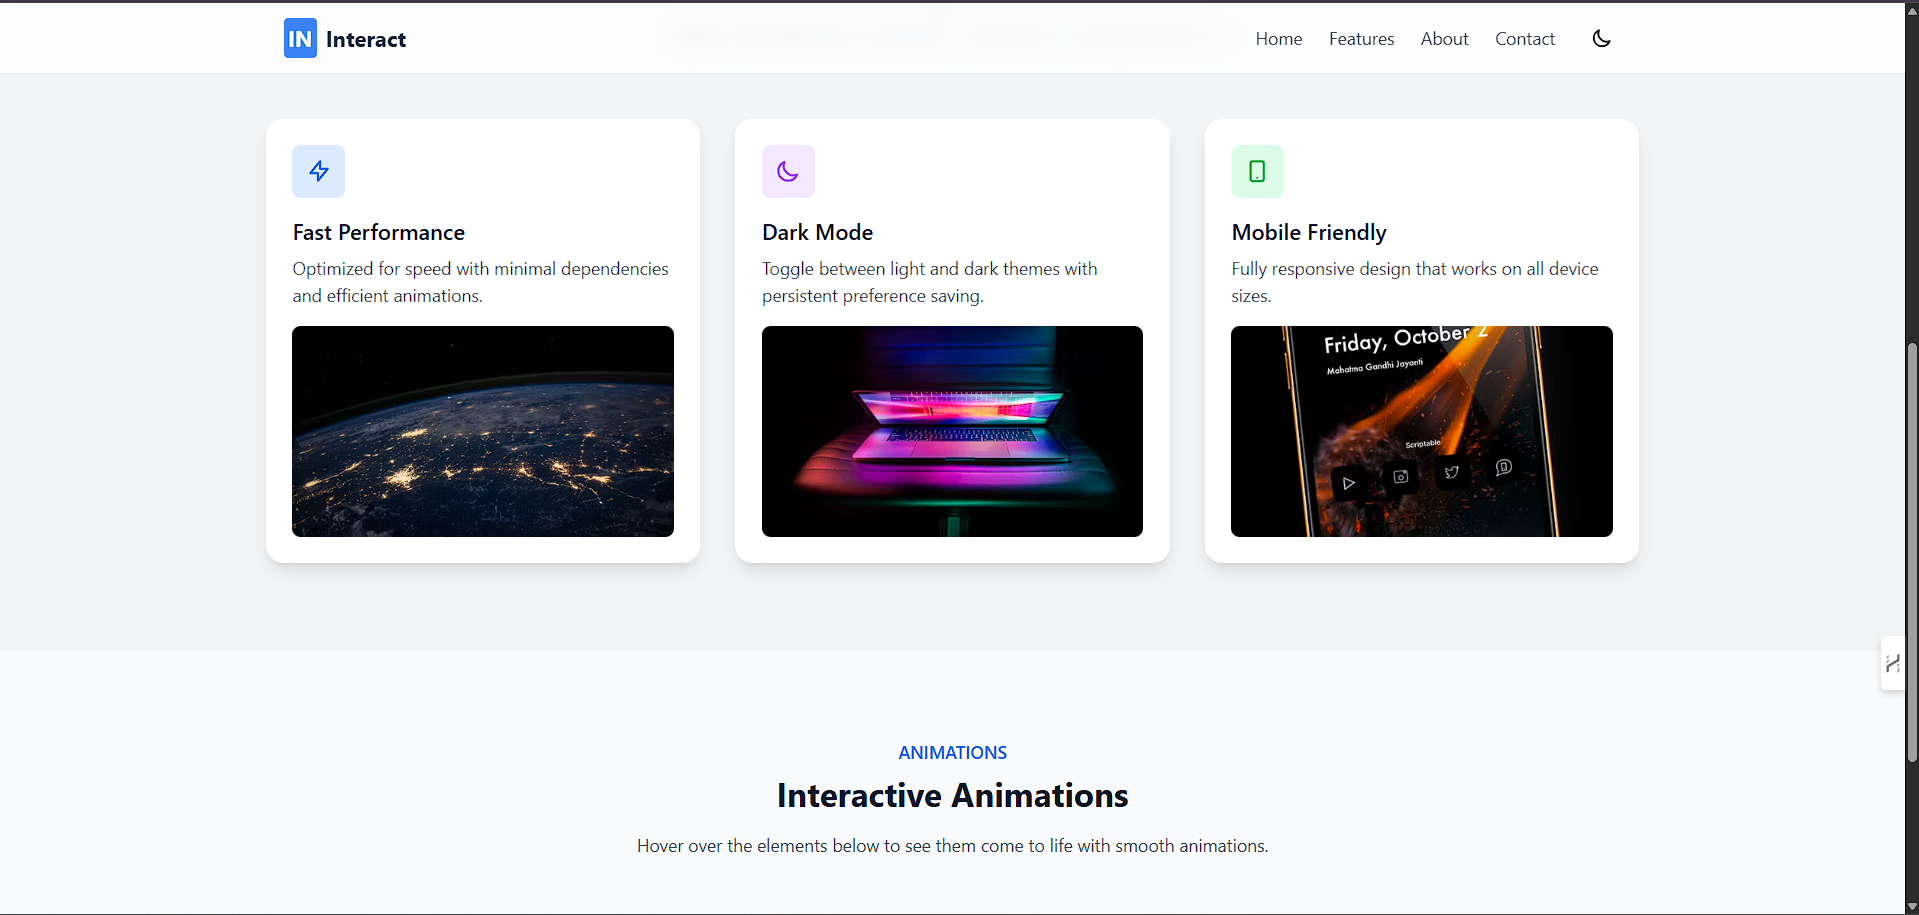 IN Interact
Home Features About Contact
Fast Performance
Optimized for speed with minimal dependencies
and efficient animations.
Dark Mode
Toggle between light and dark themes with
persistent preference saving.
Mobile Friendly
Fully responsive design that works on all device
sizes.
Friday, October 2
Mahatma Gandhi Jayanti
Scriptable
ANIMATIONS
Interactive Animations
Hover over the elements below to see them come to life with smooth animations.